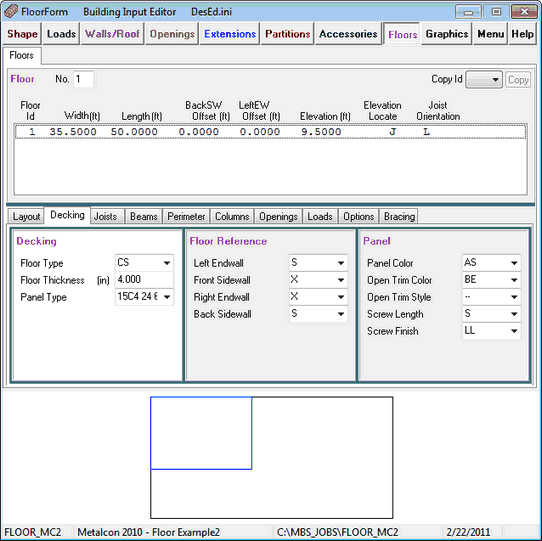 FloorForm Building Input Editor DesEd.ini
Shape Loads Walls/Roof Openings Extensions Partitions Accessories Floors Graphics Menu Help
Floors
Floor No. 1 Copy Id Copy
Floor Id Width(ft) Length(ft) BackSW Offset (ft) LeftEW Offset (ft) Elevation (ft) Elevation Locate Joist Orientation
1 35.5000 50.0000 0.0000 0.0000 9.5000 J L
Layout Decking Joists Beams Perimeter Columns Openings Loads Options Bracing
Decking
Floor Type CS
Floor Thickness (in) 4.000
Panel Type 15C4 24
Floor Reference
Left Endwall S
Front Sidewall X
Right Endwall X
Back Sidewall S
Panel
Panel Color AS
Open Trim Color BE
Open Trim Style --
Screw Length S
Screw Finish LL
FLOOR_MC2 Metalcon 2010 - Floor Example2 C:\MBS_JOBS\FLOOR_MC2 2/22/2011